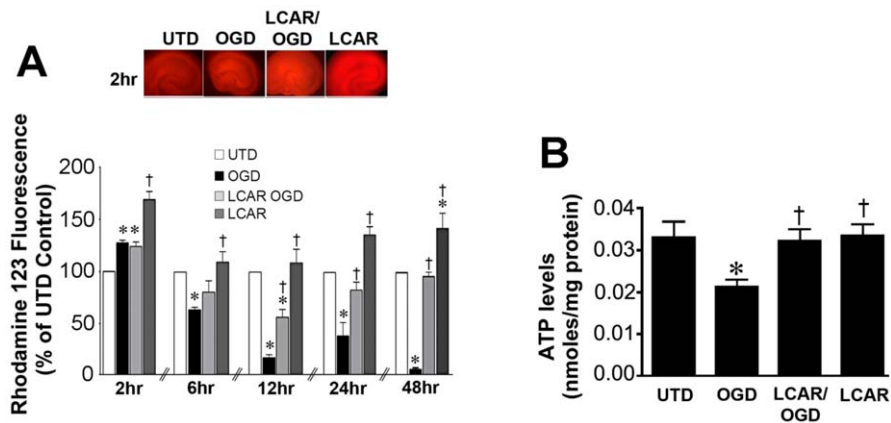 A
UTD OGD LCAR/ OGD LCAR
2hr
Rhodamine 123 Fluorescence
(% of UTD Control)
200
150
100
50
0
UTD
OGD
LCAR OGD
LCAR
**
†
*
†
*
†
*
†
*
†
†
*
†
†
*
2hr // 6hr // 12hr // 24hr // 48hr
B
ATP levels
(nmoles/mg protein)
0.04
0.03
0.02
0.01
0.00
*
†
†
UTD OGD LCAR/ OGD LCAR